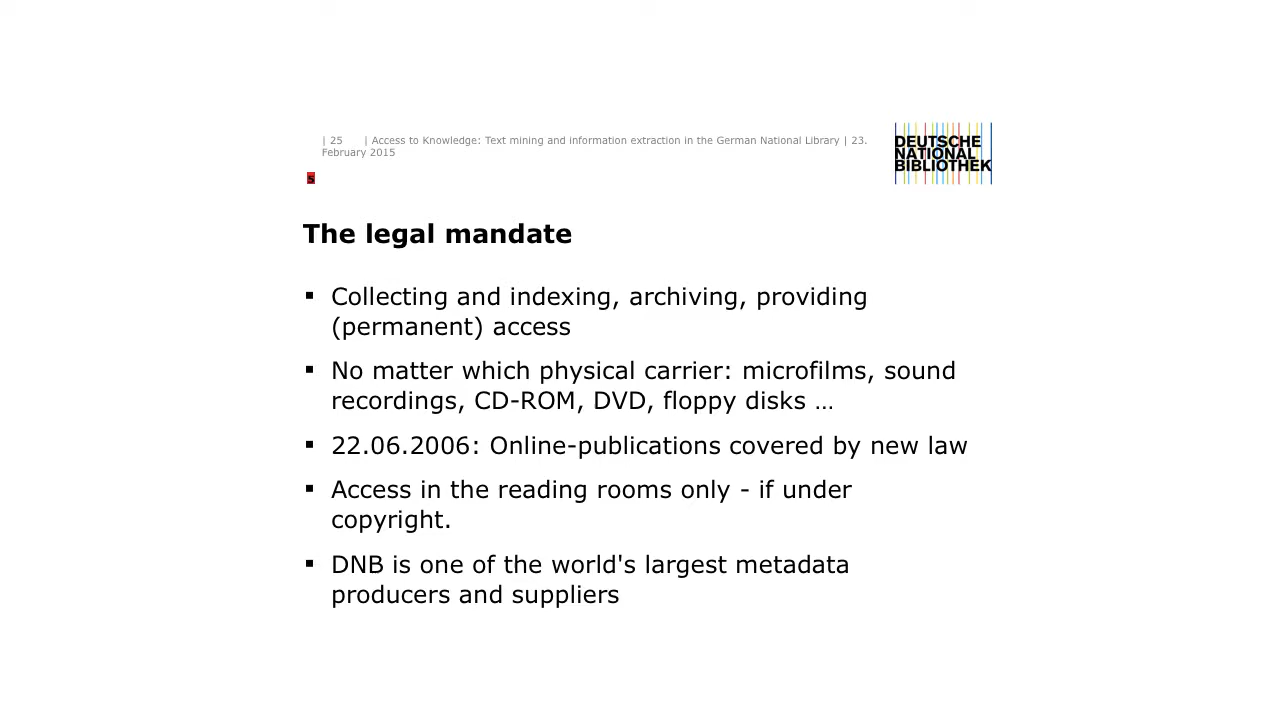 | 25 | Access to Knowledge: Text mining and information extraction in the German National Library | 23.
February 2015
DEUTSCHE
NATIONAL
BIBLIOTHEK
s
The legal mandate
▪ Collecting and indexing, archiving, providing
(permanent) access
▪ No matter which physical carrier: microfilms, sound
recordings, CD-ROM, DVD, floppy disks …
▪ 22.06.2006: Online-publications covered by new law
▪ Access in the reading rooms only - if under
copyright.
▪ DNB is one of the world's largest metadata
producers and suppliers